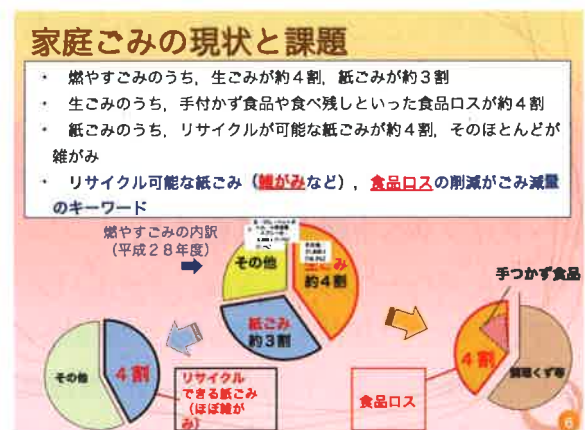 家庭ごみの現状と課題
・ 燃やすごみのうち，生ごみが約４割，紙ごみが約３割
・ 生ごみのうち，手付かず食品や食べ残しといった食品ロスが約４割
・ 紙ごみのうち，リサイクルが可能な紙ごみが約４割，そのほとんどが
雑がみ
・ リサイクル可能な紙ごみ（雑がみなど），食品ロスの削減がごみ減量
のキーワード
燃やすごみの内訳
（平成２８年度）
その他
生ごみ
約４割
紙ごみ
約３割
手つかず食品
その他
４割
リサイクル
できる紙ごみ
（ほぼ雑が
み）
食品ロス
４割
調理くず等
6